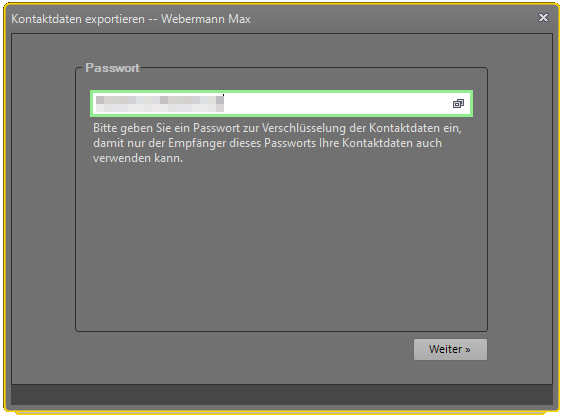 Kontaktdaten exportieren -- Webermann Max
Passwort
Bitte geben Sie ein Passwort zur Verschlüsselung der Kontaktdaten ein,
damit nur der Empfänger dieses Passworts Ihre Kontaktdaten auch
verwenden kann.
Weiter »